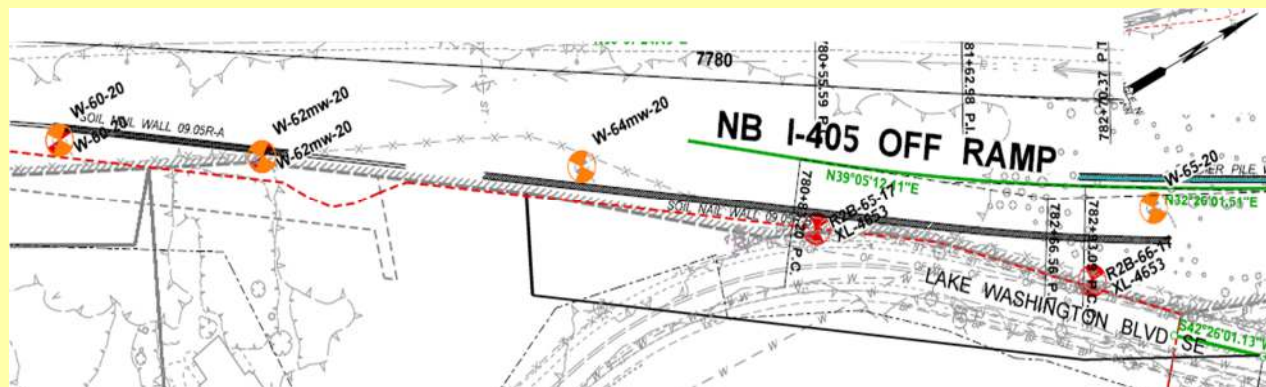 7780
780+55.59 P.I.
781+62.98 P.I.
782+70.37 P.I.
W-60-20
W-60-20
SOIL NAIL WALL 09.05R-A
W-62mw-20
W-62mw-20
ST
W-64mw-20
NB I-405 OFF RAMP
N39°05'12.11"E
W-65-20
N32°26'01.51"E
SOIL NAIL WALL
R2B-65-17
XL-4653
P.C.
782+66.56 P.
R2B-66-17
XL-4653
LAKE WASHINGTON BLVD SE
S42°26'01.13"W